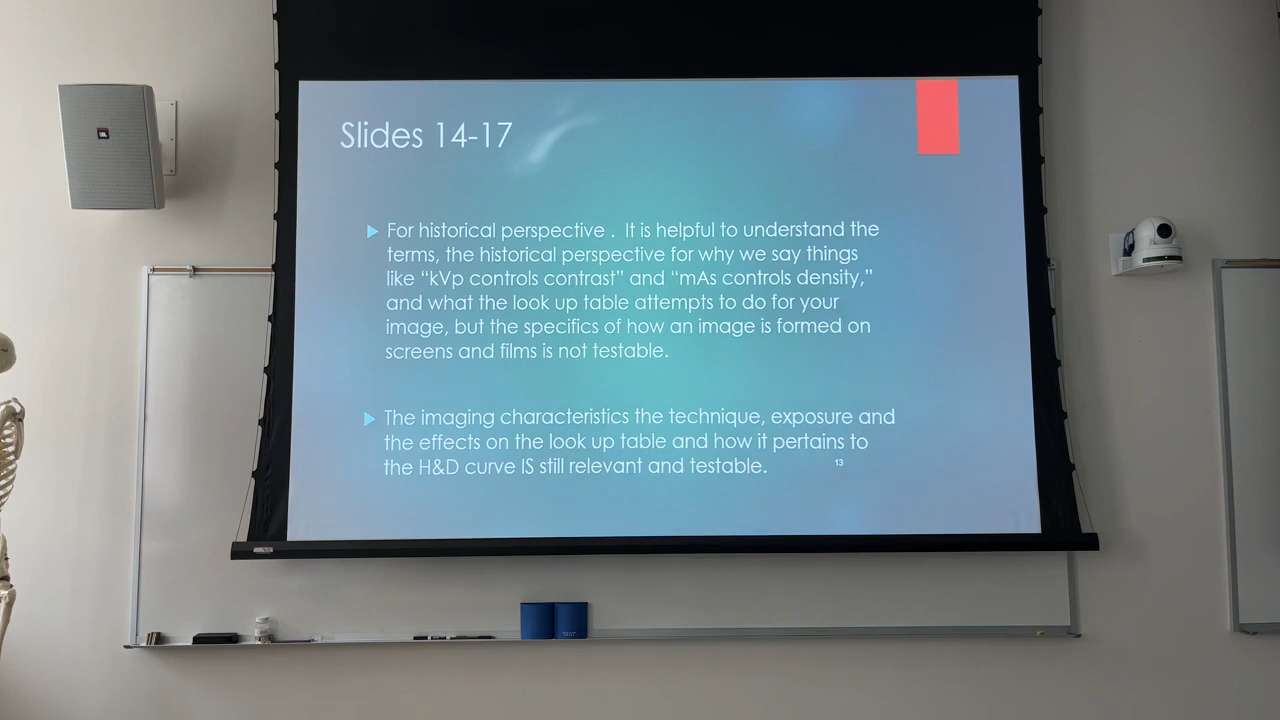 Slides 14-17
For historical perspective . It is helpful to understand the
terms, the historical perspective for why we say things
like “kVp controls contrast” and “mAs controls density,”
and what the look up table attempts to do for your
image, but the specifics of how an image is formed on
screens and films is not testable.
The imaging characteristics the technique, exposure and
the effects on the look up table and how it pertains to
the H&D curve IS still relevant and testable.
13
JBL